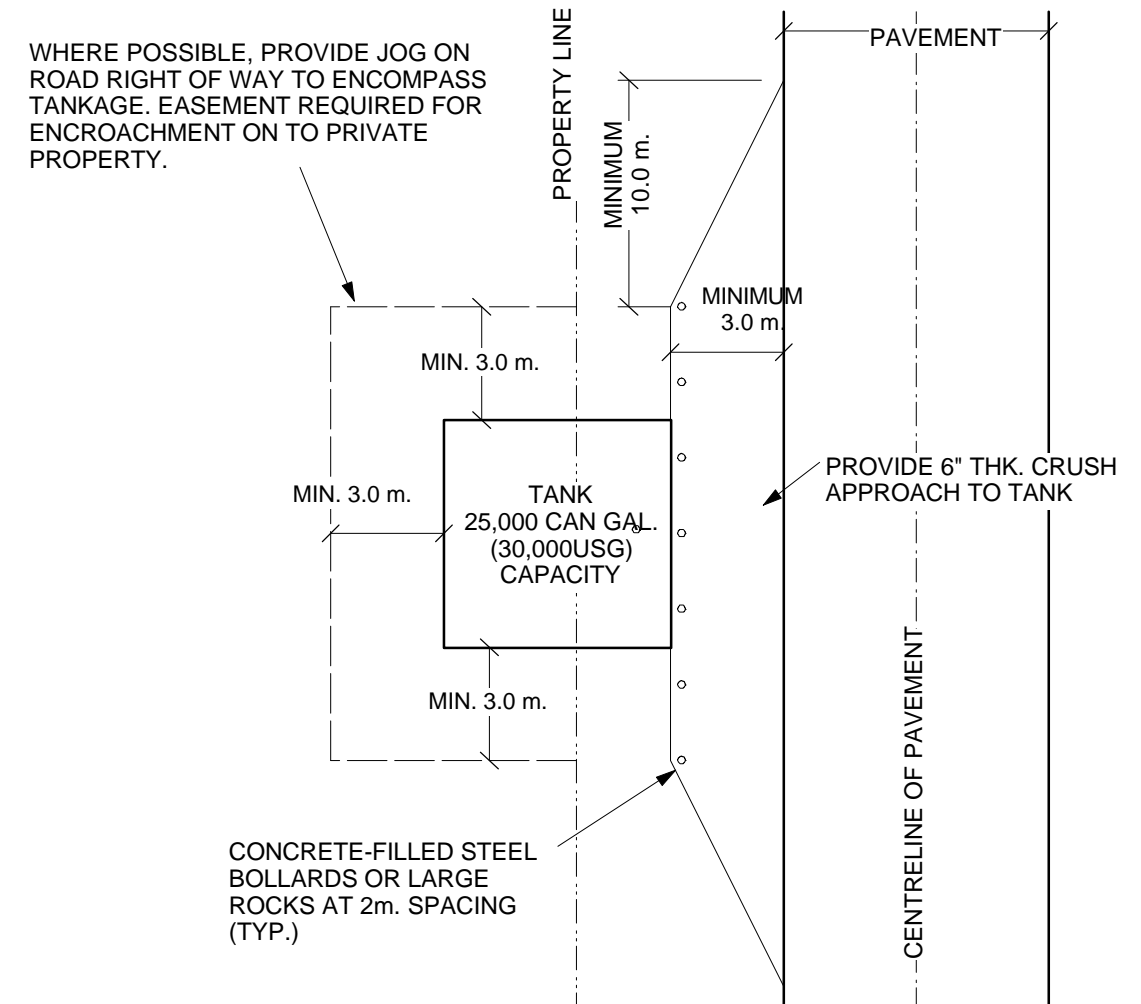 WHERE POSSIBLE, PROVIDE JOG ON
ROAD RIGHT OF WAY TO ENCOMPASS
TANKAGE. EASEMENT REQUIRED FOR
ENCROACHMENT ON TO PRIVATE
PROPERTY.
PROPERTY LINE
PAVEMENT
MINIMUM
10.0 m.
MINIMUM
3.0 m.
MIN. 3.0 m.
MIN. 3.0 m.
TANK
25,000 CAN GAL.
(30,000USG)
CAPACITY
PROVIDE 6" THK. CRUSH
APPROACH TO TANK
MIN. 3.0 m.
CENTRELINE OF PAVEMENT
CONCRETE-FILLED STEEL
BOLLARDS OR LARGE
ROCKS AT 2m. SPACING
(TYP.)